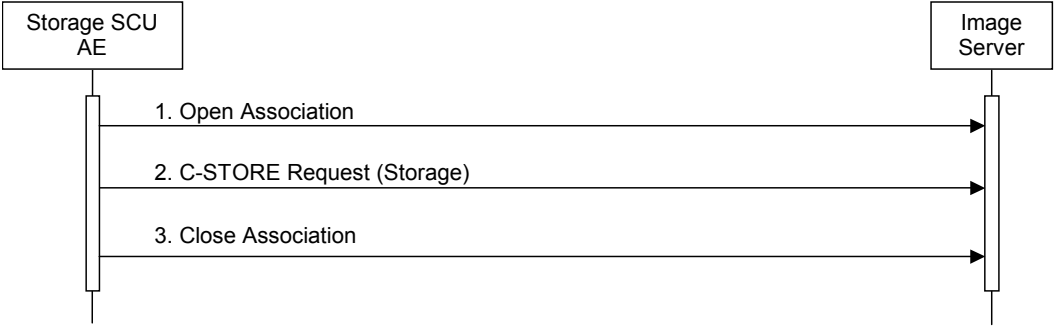 Storage SCU
AE
Image
Server
1. Open Association
2. C-STORE Request (Storage)
3. Close Association